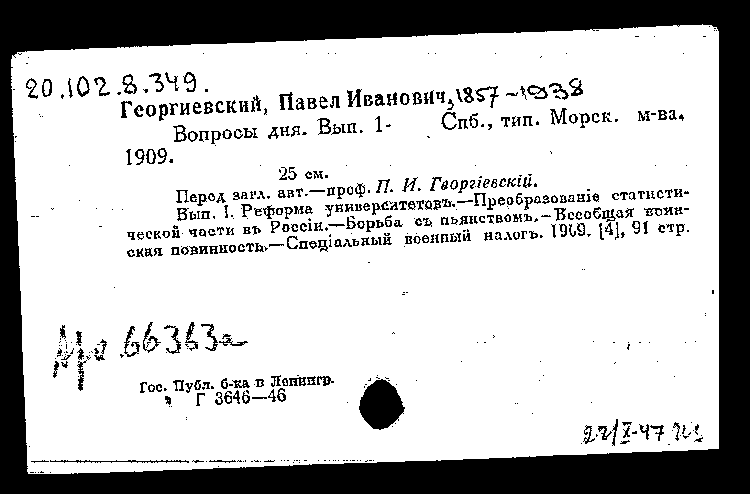 20.102.8.349.
Георгиевский, Павел Иванович, 1857-1938
Вопросы дня. Вып. 1- Спб., тип. Морск. м-ва.
1909.
25 см.
Перед загл. авт.—проф. П. И. Георгіевскій.
Вып. 1. Реформа университетовъ.—Преобразованіе статисти-
ческой части въ Россіи.—Борьба съ пьянствомъ.—Всеобщая воин-
ская повинность.—Спеціальный военный налогъ. 1909. [4], 91 стр.
66363а
Гос. Публ. б-ка в Ленингр.
Г 3646—46
22/X-47